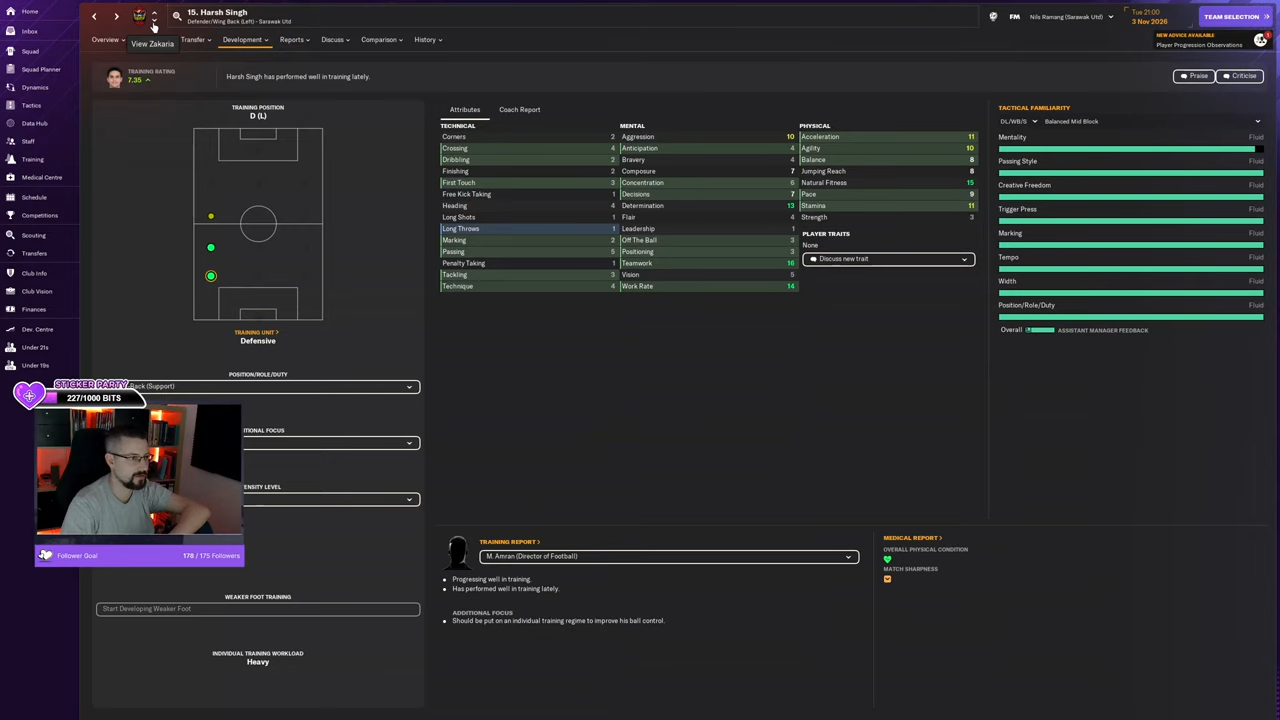 15. Harsh Singh
Defender/Wing Back (Left) - Sarawak Utd
FM
Nils Ramang (Sarawak Utd)
Tue 21:00
3 Nov 2026
TEAM SELECTION
View Zakaria
Overview
Transfer
Development
Reports
Discuss
Comparison
History
NEW ADVICE AVAILABLE
Player Progression Observations
1
Home
Inbox
Squad
Squad Planner
Dynamics
Tactics
Data Hub
Staff
Training
Medical Centre
Schedule
Competitions
Scouting
Transfers
Club Info
Club Vision
Finances
Dev. Centre
Under 21s
Under 19s
TRAINING RATING
7.35
Harsh Singh has performed well in training lately.
Praise
Criticise
TRAINING POSITION
D (L)
TRAINING UNIT >
Defensive
POSITION/ROLE/DUTY
Back (Support)
ITIONAL FOCUS
ENSITY LEVEL
WEAKER FOOT TRAINING
Start Developing Weaker Foot
INDIVIDUAL TRAINING WORKLOAD
Heavy
STICKER PARTY
227/1000 BITS
Follower Goal
178 / 175 Followers
Attributes
Coach Report
TECHNICAL
Corners 2
Crossing 4
Dribbling 2
Finishing 2
First Touch 3
Free Kick Taking 1
Heading 4
Long Shots 1
Long Throws 1
Marking 2
Passing 5
Penalty Taking 1
Tackling 3
Technique 4
MENTAL
Aggression 10
Anticipation 4
Bravery 4
Composure 7
Concentration 6
Decisions 7
Determination 13
Flair 4
Leadership 1
Off The Ball 3
Positioning 3
Teamwork 16
Vision 5
Work Rate 14
PHYSICAL
Acceleration 11
Agility 10
Balance 8
Jumping Reach 8
Natural Fitness 15
Pace 9
Stamina 11
Strength 3
PLAYER TRAITS
None
Discuss new trait
TACTICAL FAMILIARITY
DL/WB/S
Balanced Mid Block
Mentality Fluid
Passing Style Fluid
Creative Freedom Fluid
Trigger Press Fluid
Marking Fluid
Tempo Fluid
Width Fluid
Position/Role/Duty Fluid
Overall
ASSISTANT MANAGER FEEDBACK
TRAINING REPORT >
M. Amran (Director of Football)
Progressing well in training.
Has performed well in training lately.
ADDITIONAL FOCUS
Should be put on an individual training regime to improve his ball control.
MEDICAL REPORT >
OVERALL PHYSICAL CONDITION
MATCH SHARPNESS